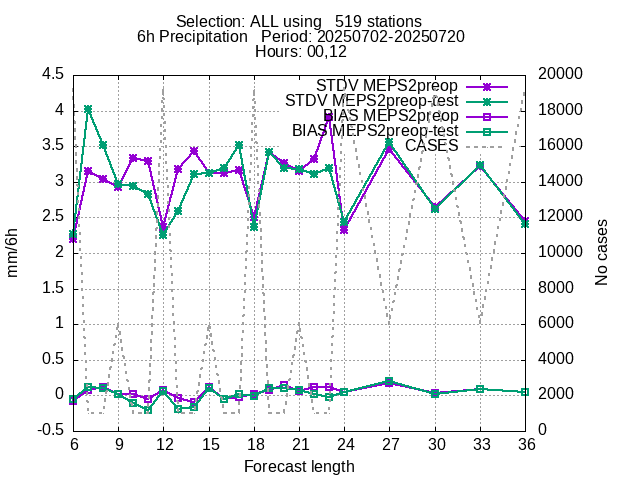 Selection: ALL using   519 stations
6h Precipitation   Period: 20250702-20250720
Hours: 00,12
STDV MEPS2preop
STDV MEPS2preop-test
BIAS MEPS2preop
BIAS MEPS2preop-test
CASES
4.5
4
3.5
3
2.5
2
1.5
1
0.5
0
-0.5
mm/6h
20000
18000
16000
14000
12000
10000
8000
6000
4000
2000
0
No cases
6 9 12 15 18 21 24 27 30 33 36
Forecast length